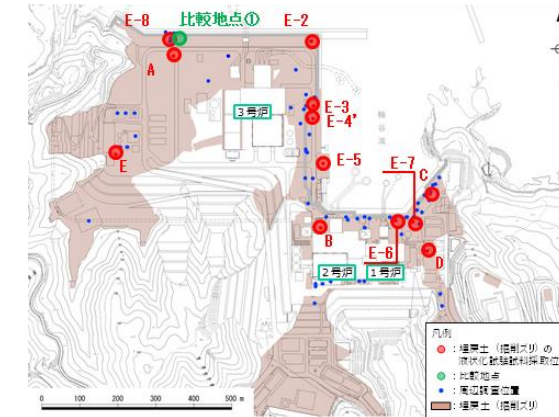 E-8
比較地点①
E-2
A
3号炉
E-3
E-4'
輪谷湾
E-5
E-7
C
E
B
E-6
D
2号炉
1号炉
凡例
：埋戻土（掘削ズリ）の
液状化試験試料採取位
：比較地点
：周辺調査位置
：埋戻土（掘削ズリ）
0 100 200 300 400 500 m